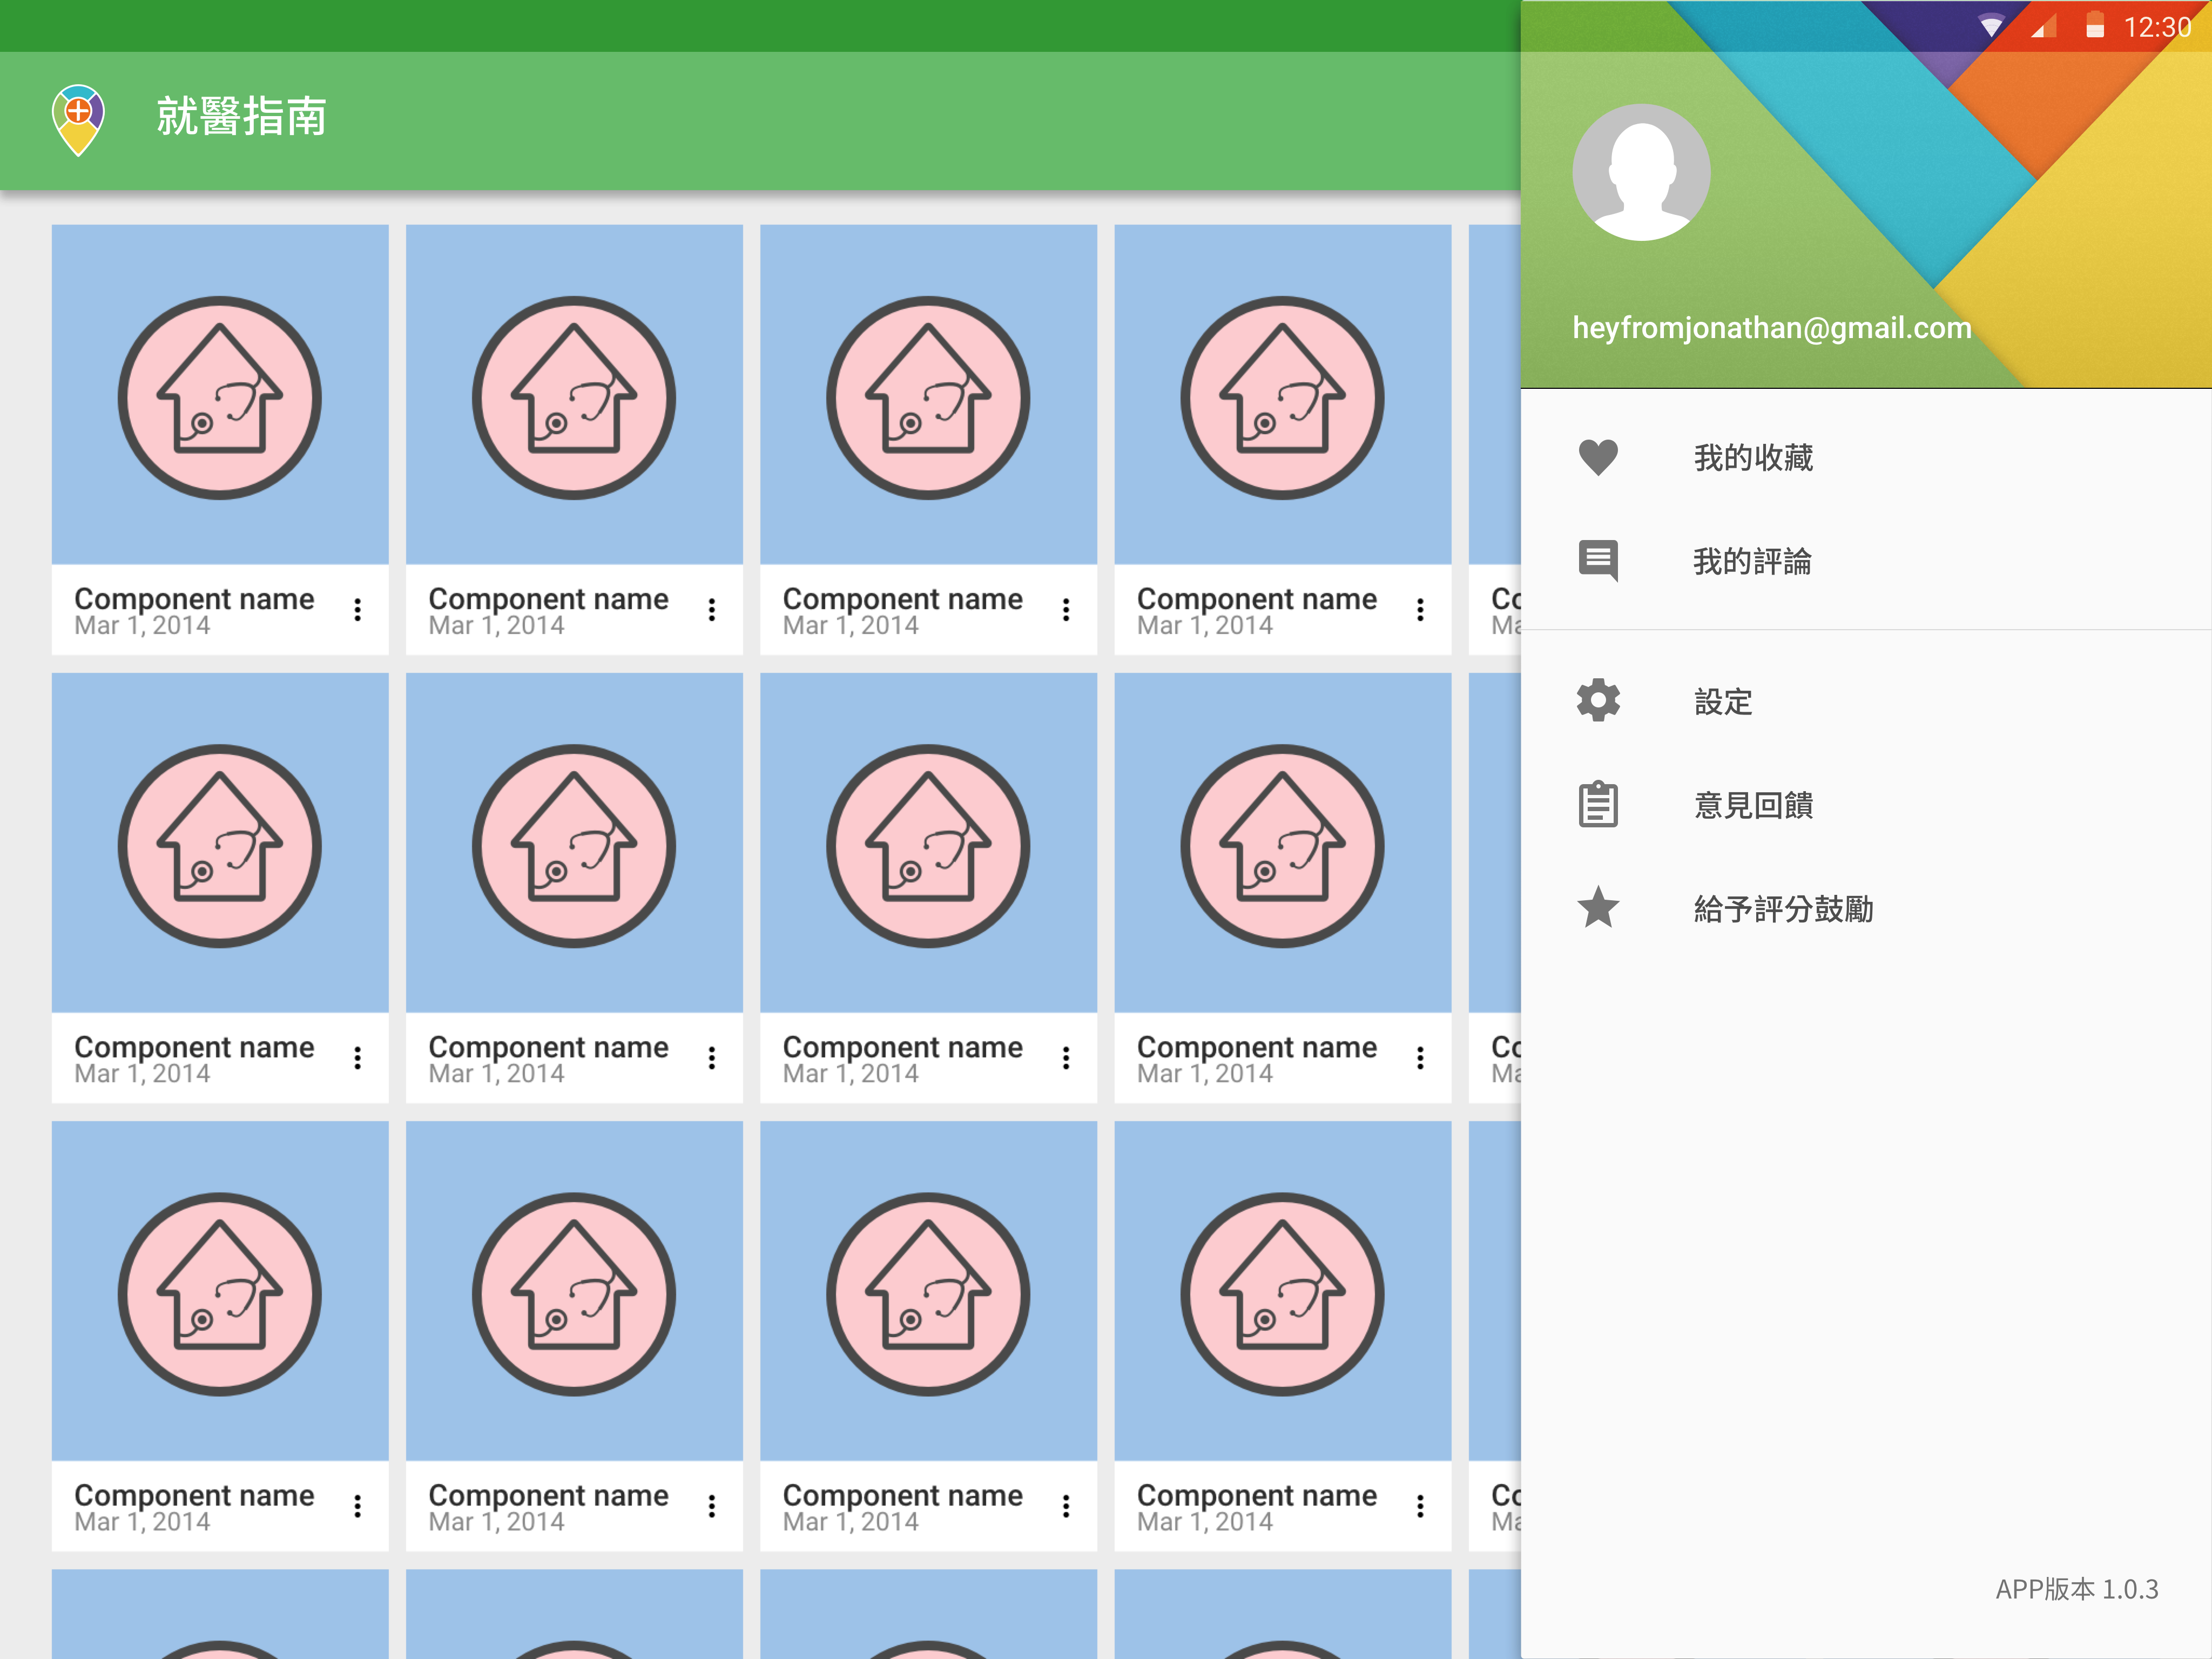 12:30
就醫指南
heyfromjonathan@gmail.com
我的收藏
我的評論
設定
意見回饋
給予評分鼓勵
APP版本 1.0.3
Component name
Mar 1, 2014
Component name
Mar 1, 2014
Component name
Mar 1, 2014
Component name
Mar 1, 2014
Co
Ma
Component name
Mar 1, 2014
Component name
Mar 1, 2014
Component name
Mar 1, 2014
Component name
Mar 1, 2014
Co
Ma
Component name
Mar 1, 2014
Component name
Mar 1, 2014
Component name
Mar 1, 2014
Component name
Mar 1, 2014
Co
Ma